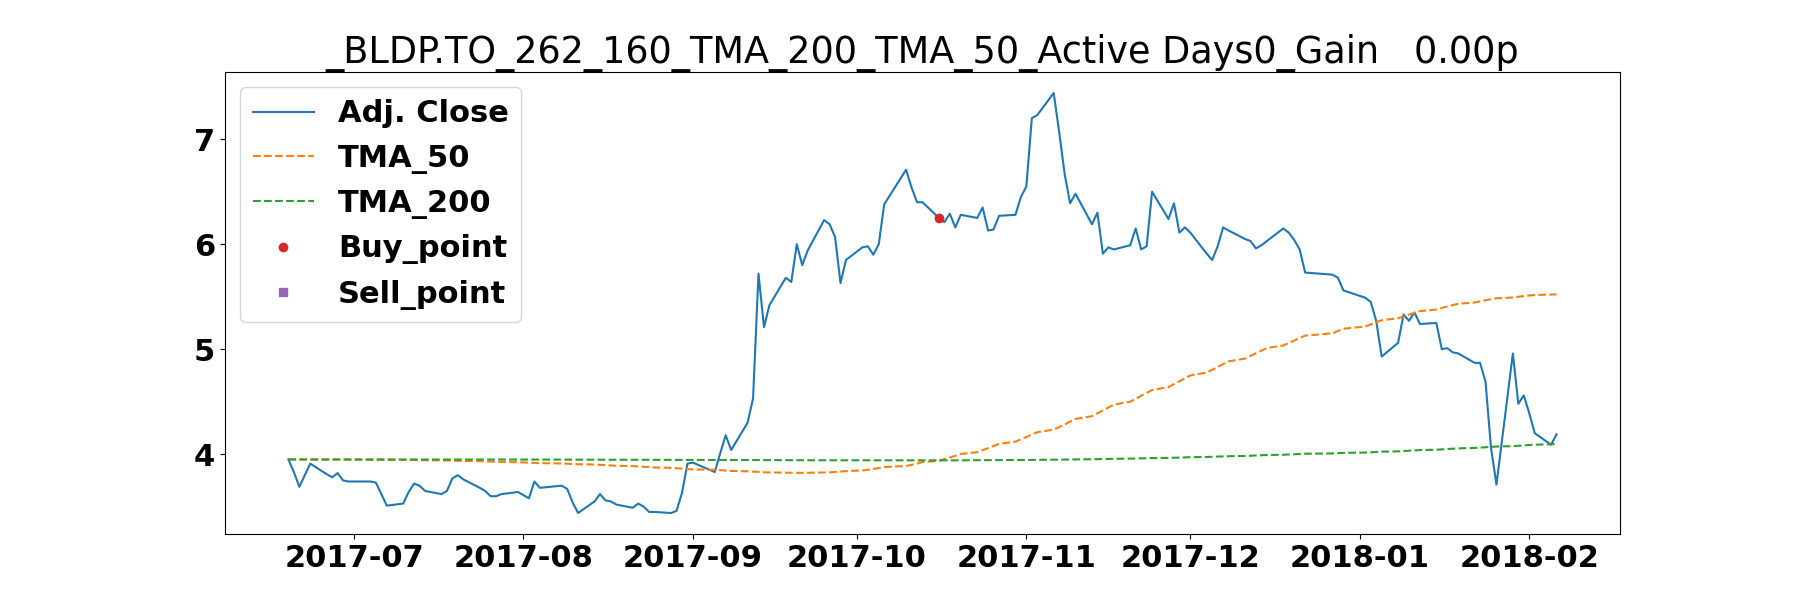 _BLDP.TO_262_160_TMA_200_TMA_50_Active Days0_Gain   0.00p
Adj. Close
TMA_50
TMA_200
Buy_point
Sell_point
7
6
5
4
2017-07 2017-08 2017-09 2017-10 2017-11 2017-12 2018-01 2018-02